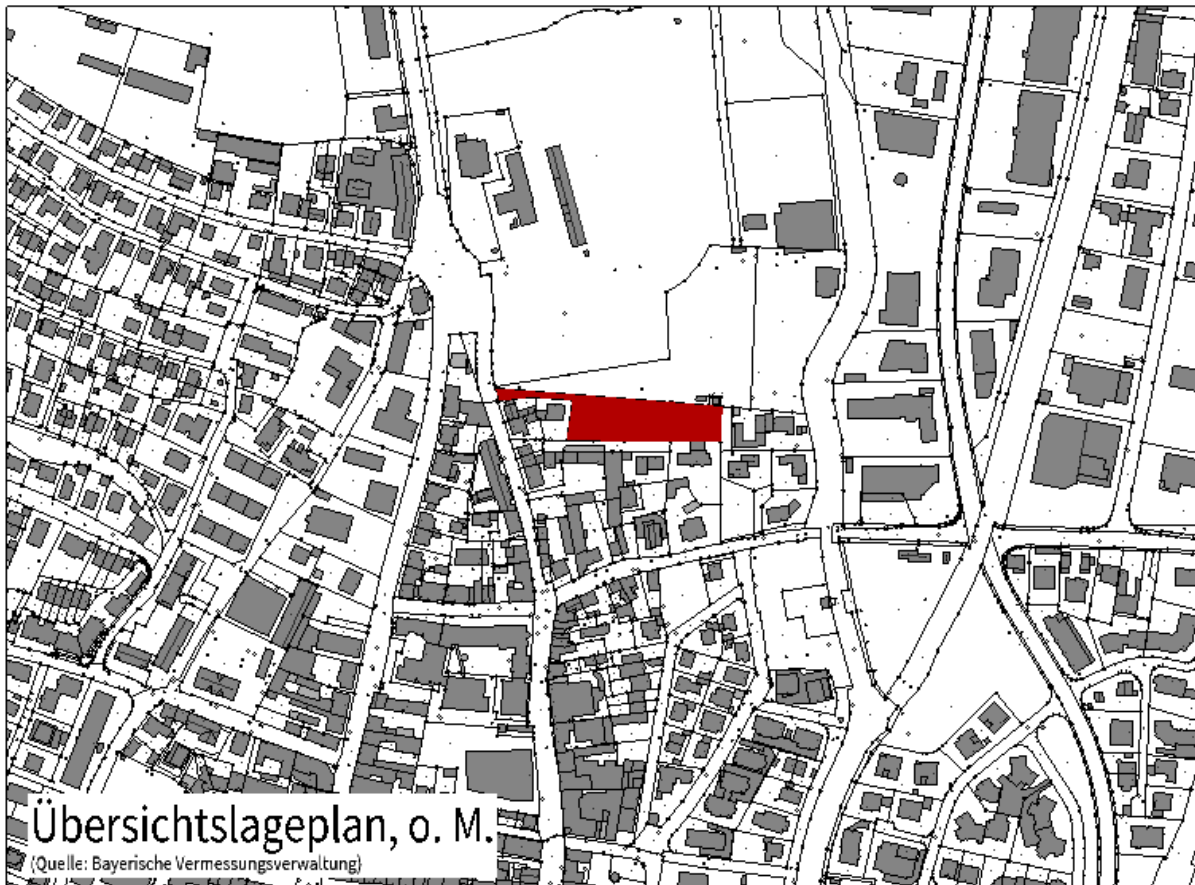 Übersichtslageplan, o. M.
(Quelle: Bayerische Vermessungsverwaltung)